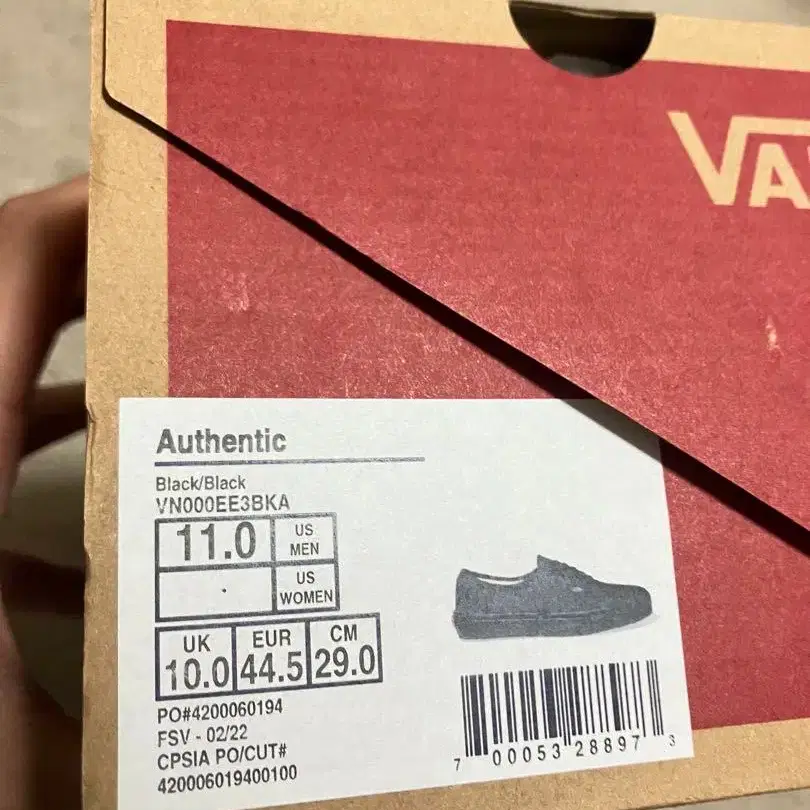 VA
Authentic
Black/Black
VN000EE3BKA
11.0 US MEN
. US WOMEN
UK EUR CM
10.0 44.5 29.0
PO#4200060194
FSV - 02/22
CPSIA PO/CUT#
420006019400100
7 00053 28897 3